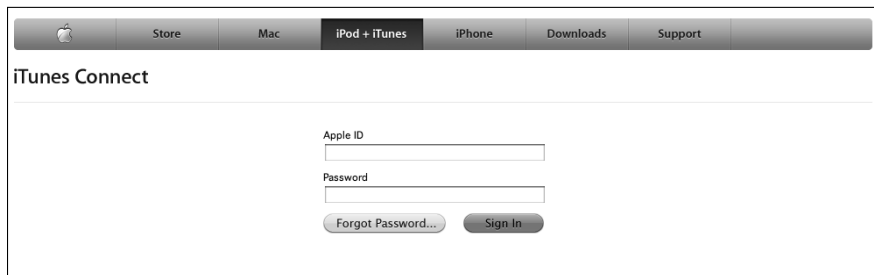 Store Mac iPod + iTunes iPhone Downloads Support
iTunes Connect
Apple ID
Password
Forgot Password... Sign In